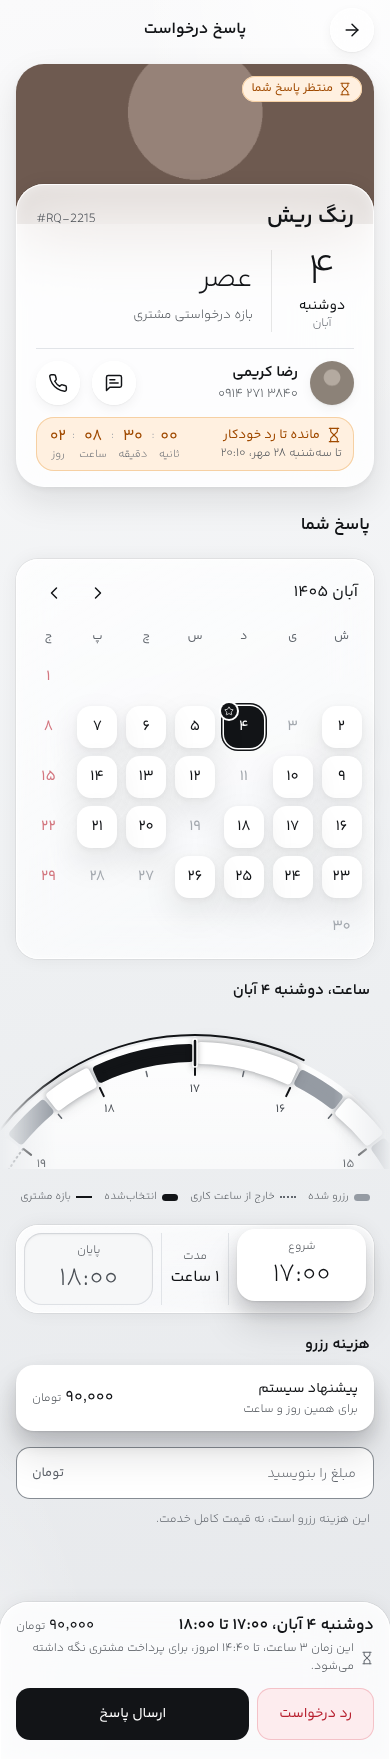 پاسخ درخواست
منتظر پاسخ شما
رنگ ریش
#RQ-2215
۴
دوشنبه
آبان
عصر
بازه درخواستی مشتری
رضا کریمی
۰۹۱۴ ۲۷۱ ۳۸۴۰
مانده تا رد خودکار
تا سه‌شنبه ۲۸ مهر، ۲۰:۱۰
۰۲ : ۰۸ : ۳۰ : ۰۰
روز ساعت دقیقه ثانیه
پاسخ شما
آبان ۱۴۰۵
ش ی د س چ پ ج
۱
۲ ۳ ۴ ۵ ۶ ۷ ۸
۹ ۱۰ ۱۱ ۱۲ ۱۳ ۱۴ ۱۵
۱۶ ۱۷ ۱۸ ۱۹ ۲۰ ۲۱ ۲۲
۲۳ ۲۴ ۲۵ ۲۶ ۲۷ ۲۸ ۲۹
۳۰
ساعت، دوشنبه ۴ آبان
۱۵ ۱۶ ۱۷ ۱۸ ۱۹
رزرو شده خارج از ساعت کاری انتخاب‌شده بازه مشتری
شروع
۱۷:۰۰
مدت
۱ ساعت
پایان
۱۸:۰۰
هزینه رزرو
پیشنهاد سیستم
برای همین روز و ساعت
۹۰,۰۰۰ تومان
مبلغ را بنویسید
تومان
این هزینه رزرو است، نه قیمت کامل خدمت.
دوشنبه ۴ آبان، ۱۷:۰۰ تا ۱۸:۰۰
۹۰,۰۰۰ تومان
این زمان ۳ ساعت، تا ۱۴:۴۰ امروز، برای پرداخت مشتری نگه داشته
می‌شود.
رد درخواست
ارسال پاسخ